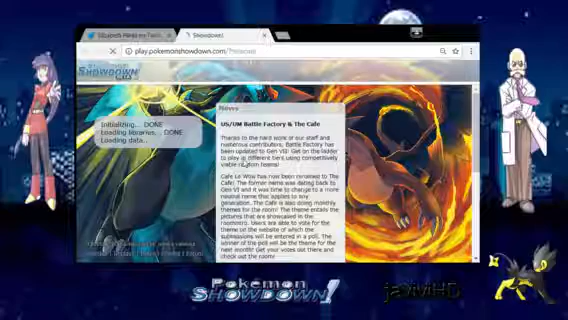 Showdown!
play.pokemonshowdown.com/
SHOWDOWN!
News
Initializing... DONE
Loading libraries... DONE
Loading data...
US/UM Battle Factory & The Cafe
Thanks to the hard work of our staff and
numerous contributors, Battle Factory has
been updated to Gen VII! Get on the ladder
to play in different tiers using competitively
viable random teams!
Café Le Wow has now been renamed to The
Café! The former name was dating back to
Gen VI and it was time to change to a more
neutral name that applies to any
generation. The Cafe is also doing monthly
themes for the room! The theme entails the
pictures that are showcased in the
roomintro. Users are able to vote for the
theme on the website of which the
submissions will be entered in a poll. The
winner of the poll will be the theme for the
next month! Get your votes out there and
check out the room!
Pokemon
SHOWDOWN!